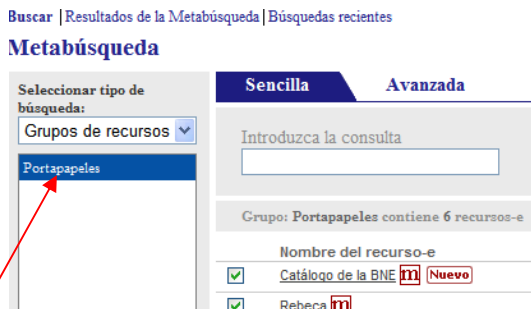 Buscar | Resultados de la Metabúsqueda | Búsquedas recientes
Metabúsqueda
Seleccionar tipo de
búsqueda:
Grupos de recursos
Portapapeles
Sencilla Avanzada
Introduzca la consulta
Grupo: Portapapeles contiene 6 recursos-e
Nombre del recurso-e
Catálogo de la BNE m Nuevo
Rebeca m